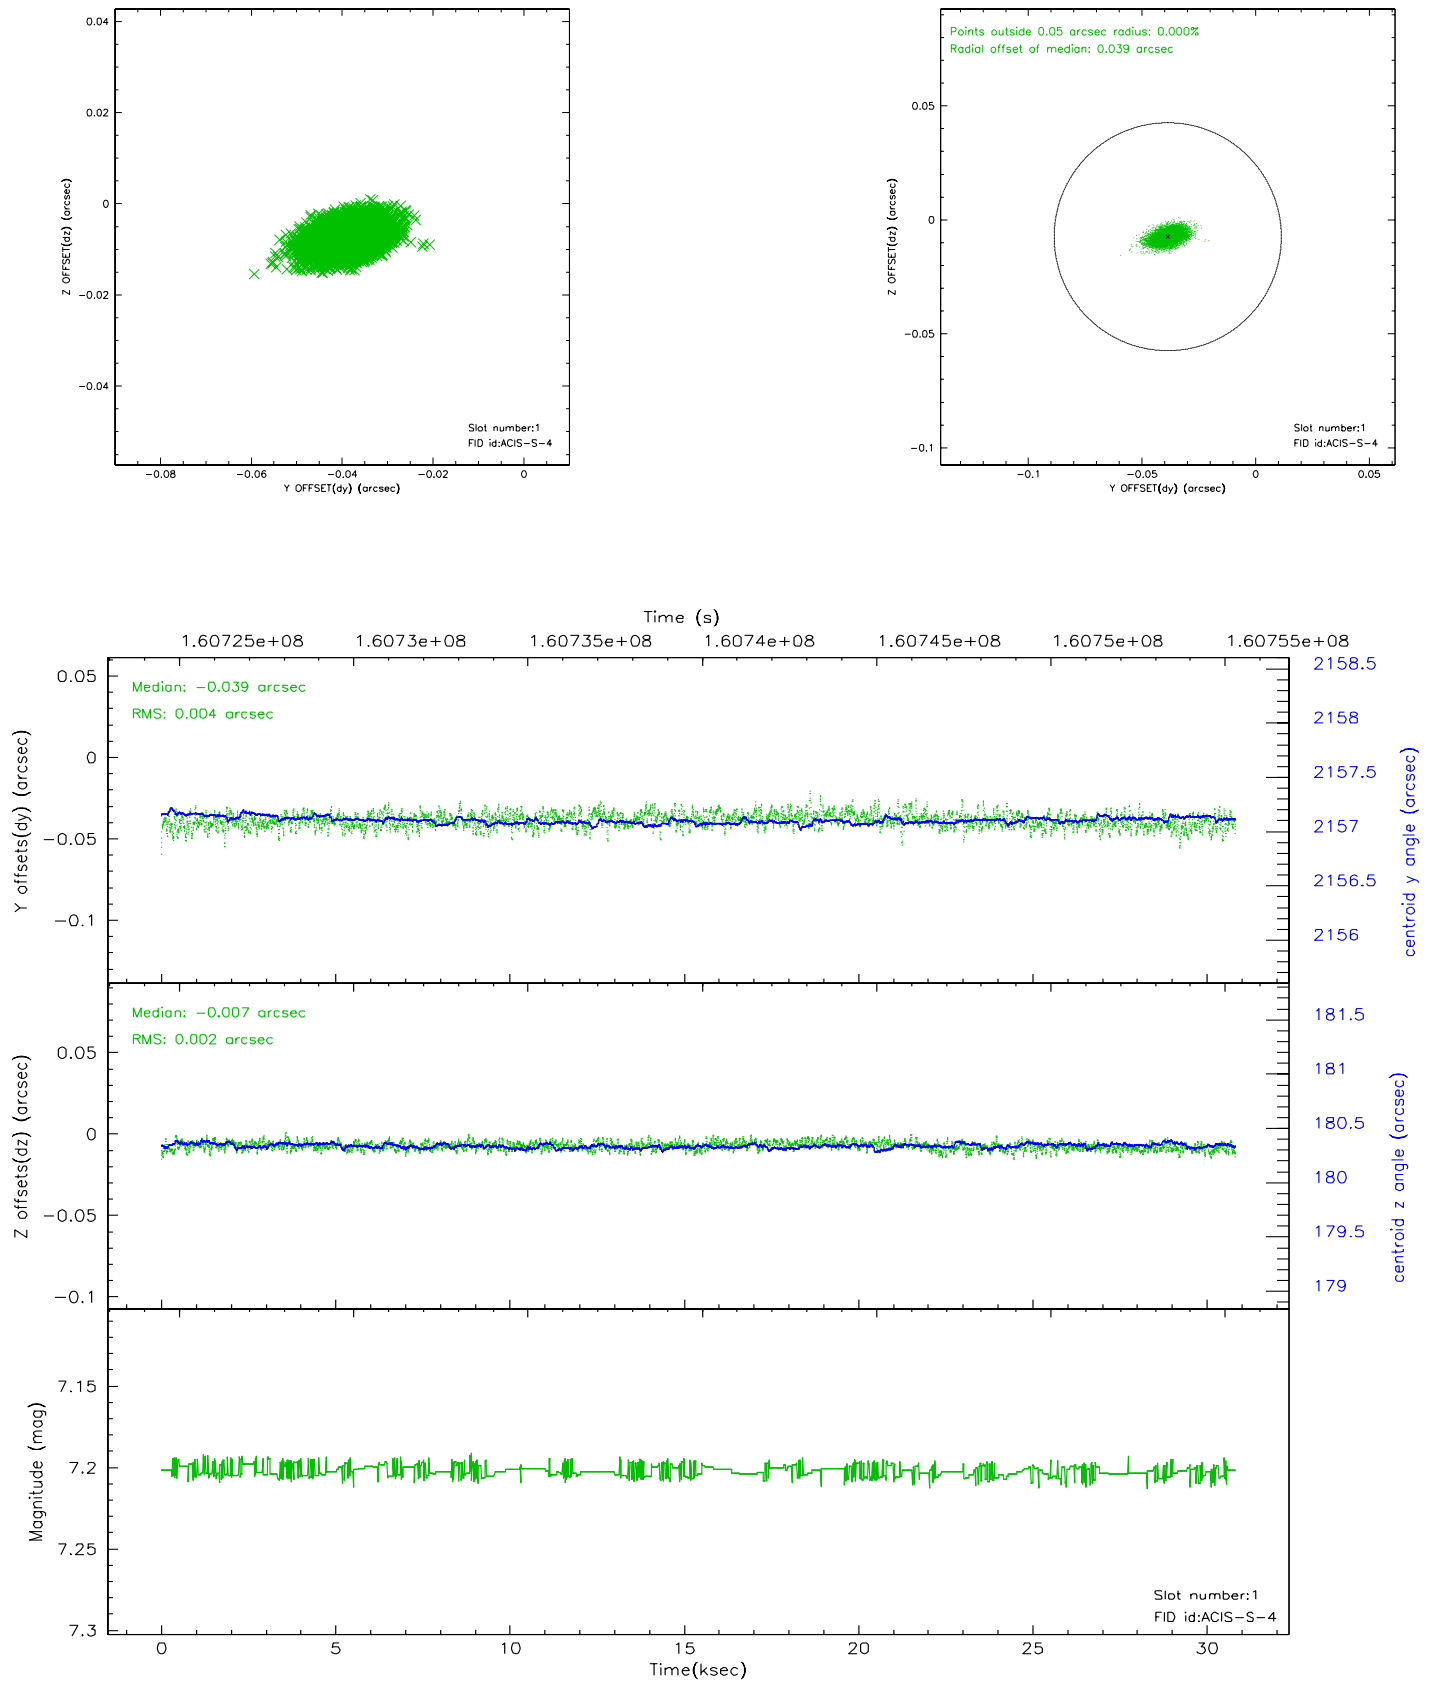 0.04
0.02
0
-0.02
-0.04
Z OFFSET(dz) (arcsec)
Slot number:1
FID id:ACIS-S-4
-0.08 -0.06 -0.04 -0.02 0
Y OFFSET(dy) (arcsec)
Points outside 0.05 arcsec radius: 0.000%
Radial offset of median: 0.039 arcsec
0.05
0
-0.05
-0.1
Z OFFSET(dz) (arcsec)
Slot number:1
FID id:ACIS-S-4
-0.1 -0.05 0 0.05
Y OFFSET(dy) (arcsec)
Time (s)
1.60725e+08 1.6073e+08 1.60735e+08 1.6074e+08 1.60745e+08 1.6075e+08 1.60755e+08
Median: -0.039 arcsec
RMS: 0.004 arcsec
0.05
0
-0.05
-0.1
Y offsets(dy) (arcsec)
2158.5
2158
2157.5
2157
2156.5
2156
centroid y angle (arcsec)
Median: -0.007 arcsec
RMS: 0.002 arcsec
0.05
0
-0.05
-0.1
Z offsets(dz) (arcsec)
181.5
181
180.5
180
179.5
179
centroid z angle (arcsec)
7.15
7.2
7.25
7.3
Magnitude (mag)
Slot number:1
FID id:ACIS-S-4
0 5 10 15 20 25 30
Time(ksec)